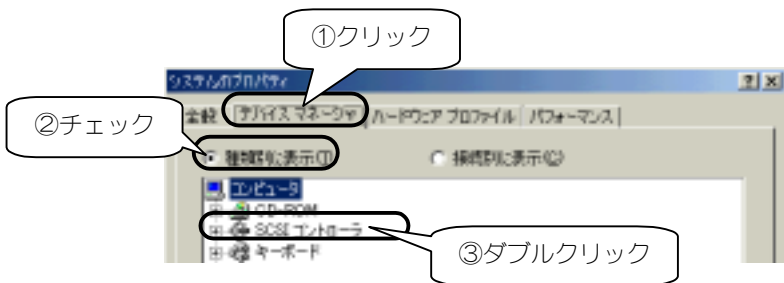 ①クリック
システムのプロパティ
②チェック
全般 デバイス マネージャ ハードウェア プロファイル パフォーマンス
種類別に表示(T) 接続別に表示(C)
コンピュータ
CD-ROM
SCSI コントローラ
キーボード
③ダブルクリック